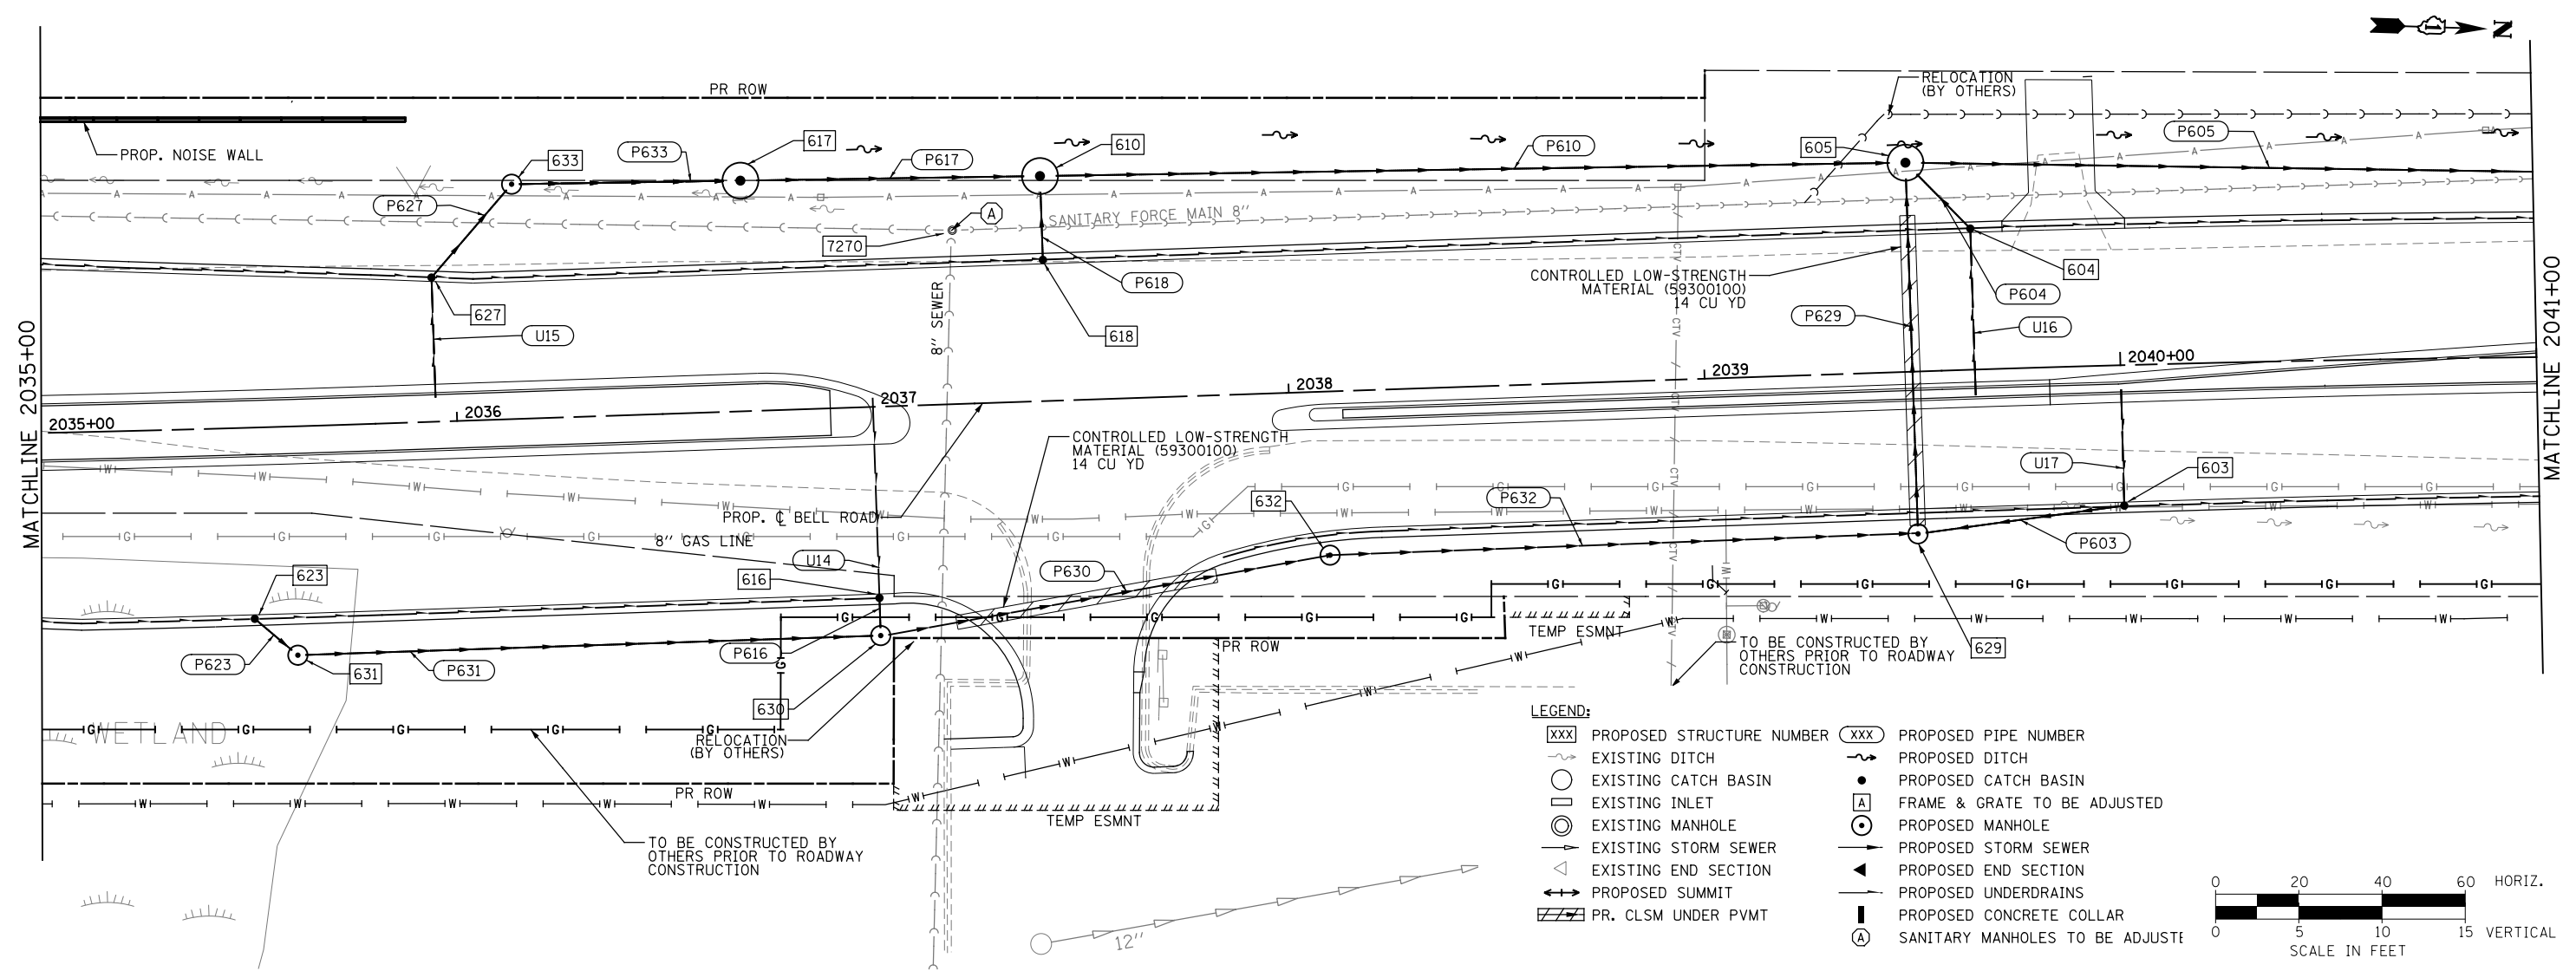 N
PR ROW
RELOCATION
(BY OTHERS)
PROP. NOISE WALL
633
P633
617
P617
610
P610
605
P605
P627
A
7270
SANITARY FORCE MAIN 8''
627
U15
8'' SEWER
P618
618
CONTROLLED LOW-STRENGTH
MATERIAL (59300100)
14 CU YD
P629
604
P604
U16
CTV
MATCHLINE 2035+00
MATCHLINE 2041+00
2035+00
2036
2037
2038
2039
2040+00
CONTROLLED LOW-STRENGTH
MATERIAL (59300100)
14 CU YD
PROP. ℄ BELL ROAD
8'' GAS LINE
U14
616
623
P623
631
P631
P616
630
P630
632
P632
U17
603
P603
629
TEMP ESMNT
PR ROW
TO BE CONSTRUCTED BY
OTHERS PRIOR TO ROADWAY
CONSTRUCTION
WETLAND
RELOCATION
(BY OTHERS)
PR ROW
TEMP ESMNT
TO BE CONSTRUCTED BY
OTHERS PRIOR TO ROADWAY
CONSTRUCTION
12''
LEGEND:
XXX PROPOSED STRUCTURE NUMBER
EXISTING DITCH
EXISTING CATCH BASIN
EXISTING INLET
EXISTING MANHOLE
EXISTING STORM SEWER
EXISTING END SECTION
PROPOSED SUMMIT
PR. CLSM UNDER PVMT
XXX PROPOSED PIPE NUMBER
PROPOSED DITCH
PROPOSED CATCH BASIN
A FRAME & GRATE TO BE ADJUSTED
PROPOSED MANHOLE
PROPOSED STORM SEWER
PROPOSED END SECTION
PROPOSED UNDERDRAINS
PROPOSED CONCRETE COLLAR
A SANITARY MANHOLES TO BE ADJUSTE
0 20 40 60 HORIZ.
0 5 10 15 VERTICAL
SCALE IN FEET